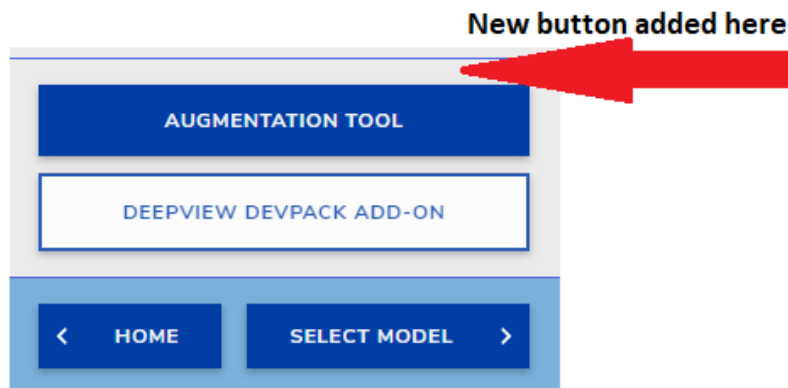 New button added here
AUGMENTATION TOOL
DEEPVIEW DEVPACK ADD-ON
HOME
SELECT MODEL